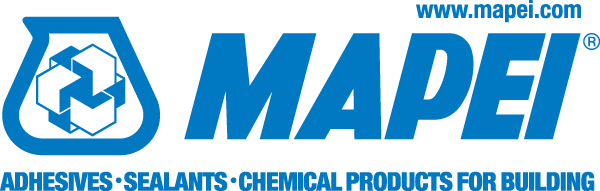 www.mapei.com
MAPEI®
ADHESIVES · SEALANTS · CHEMICAL PRODUCTS FOR BUILDING